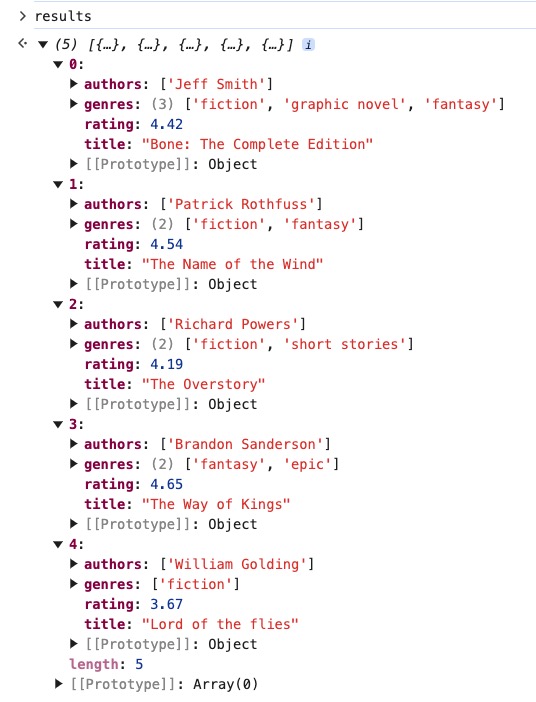 > results
(5) [{…}, {…}, {…}, {…}, {…}] i
0:
authors: ['Jeff Smith']
genres: (3) ['fiction', 'graphic novel', 'fantasy']
rating: 4.42
title: "Bone: The Complete Edition"
[[Prototype]]: Object
1:
authors: ['Patrick Rothfuss']
genres: (2) ['fiction', 'fantasy']
rating: 4.54
title: "The Name of the Wind"
[[Prototype]]: Object
2:
authors: ['Richard Powers']
genres: (2) ['fiction', 'short stories']
rating: 4.19
title: "The Overstory"
[[Prototype]]: Object
3:
authors: ['Brandon Sanderson']
genres: (2) ['fantasy', 'epic']
rating: 4.65
title: "The Way of Kings"
[[Prototype]]: Object
4:
authors: ['William Golding']
genres: ['fiction']
rating: 3.67
title: "Lord of the flies"
[[Prototype]]: Object
length: 5
[[Prototype]]: Array(0)